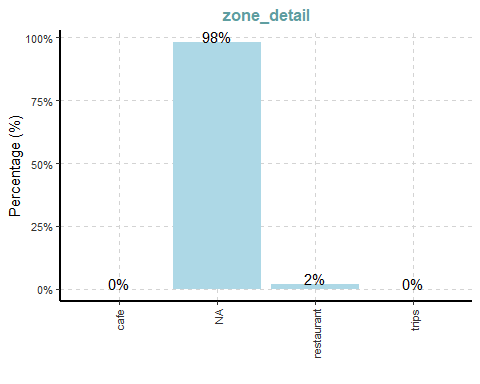 zone_detail
Percentage (%)
100%
75%
50%
25%
0%
0%
98%
2%
0%
cafe
NA
restaurant
trips